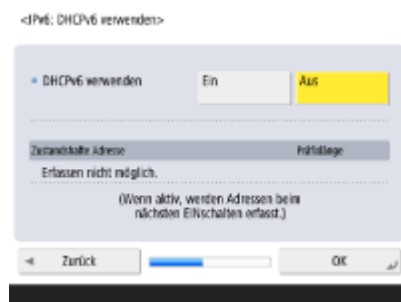 <IPv6: DHCPv6 verwenden>
DHCPv6 verwenden Ein Aus
Zustandshafte Adresse Präfixlänge
Erfassen nicht möglich.
(Wenn aktiv, werden Adressen beim
nächsten EINschalten erfasst.)
Zurück OK